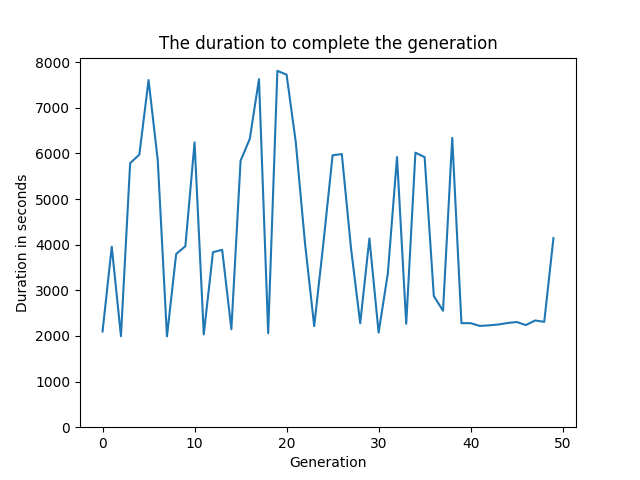 The duration to complete the generation
8000
7000
6000
5000
4000
3000
2000
1000
0
Duration in seconds
0 10 20 30 40 50
Generation